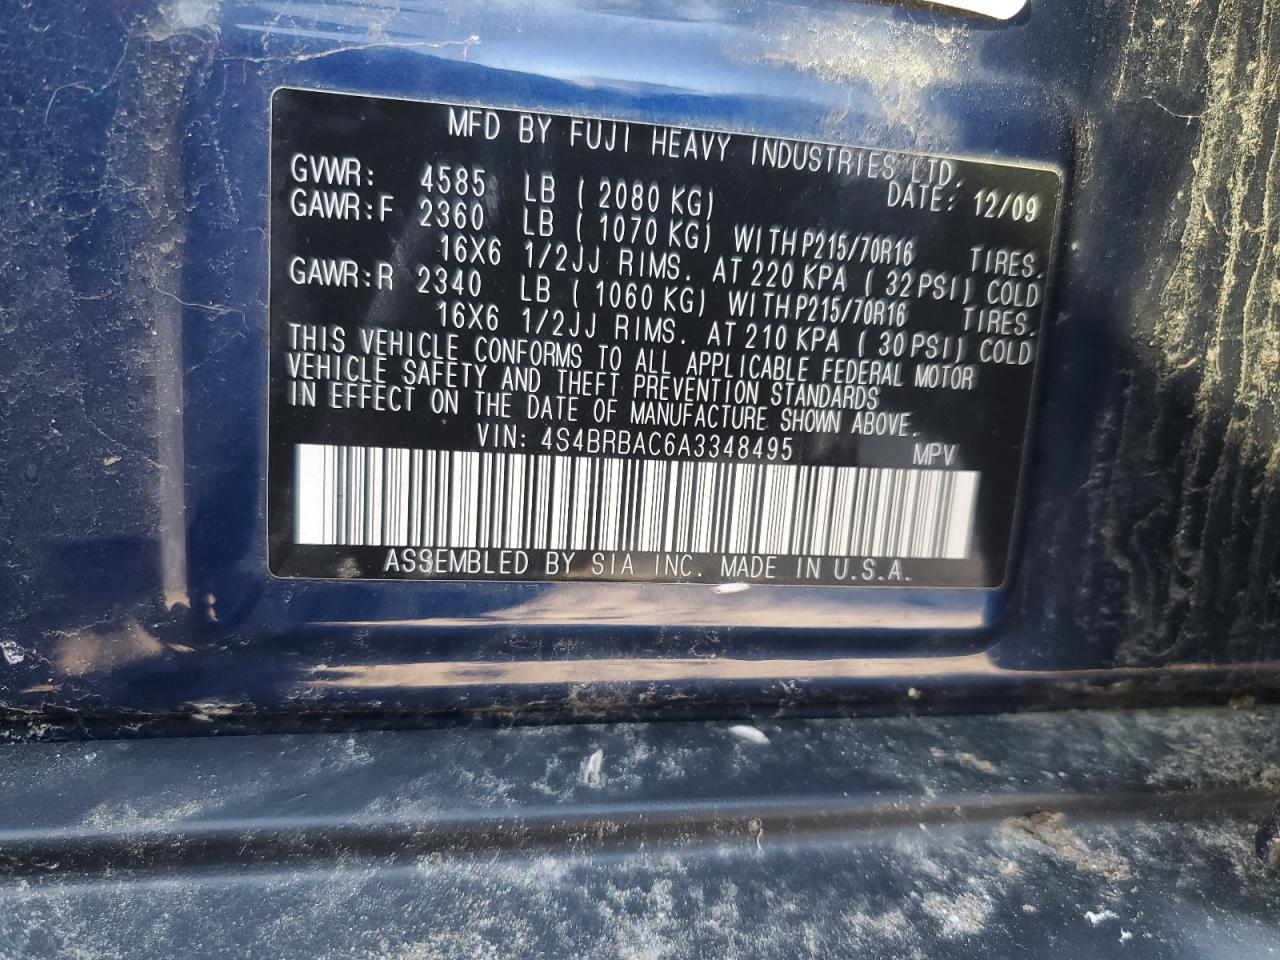 MFD BY FUJI HEAVY INDUSTRIES LTD.
DATE: 12/09
GVWR: 4585 LB ( 2080 KG)
GAWR:F 2360 LB ( 1070 KG) WITH P215/70R16 TIRES.
16X6 1/2JJ RIMS. AT 220 KPA ( 32 PSI) COLD
GAWR:R 2340 LB ( 1060 KG) WITH P215/70R16 TIRES.
16X6 1/2JJ RIMS. AT 210 KPA ( 30 PSI) COLD
THIS VEHICLE CONFORMS TO ALL APPLICABLE FEDERAL MOTOR
VEHICLE SAFETY AND THEFT PREVENTION STANDARDS
IN EFFECT ON THE DATE OF MANUFACTURE SHOWN ABOVE.
VIN: 4S4BRBAC6A3348495 MPV
ASSEMBLED BY SIA INC. MADE IN U.S.A.